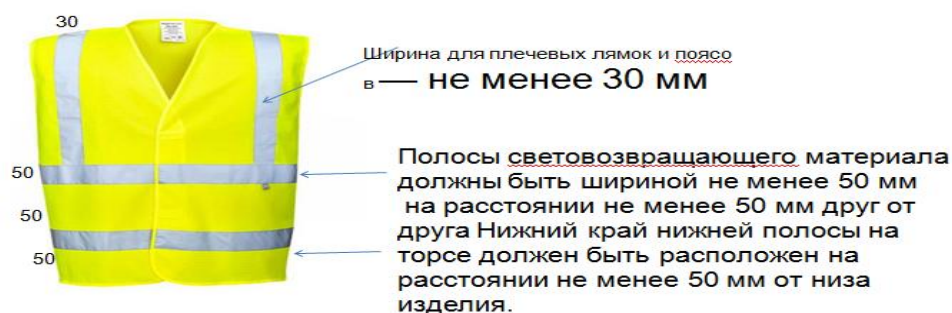 30
Ширина для плечевых лямок и поясо
в — не менее 30 мм
50
Полосы световозвращающего материала
должны быть шириной не менее 50 мм
на расстоянии не менее 50 мм друг от
друга Нижний край нижней полосы на
торсе должен быть расположен на
расстоянии не менее 50 мм от низа
изделия.
50
50